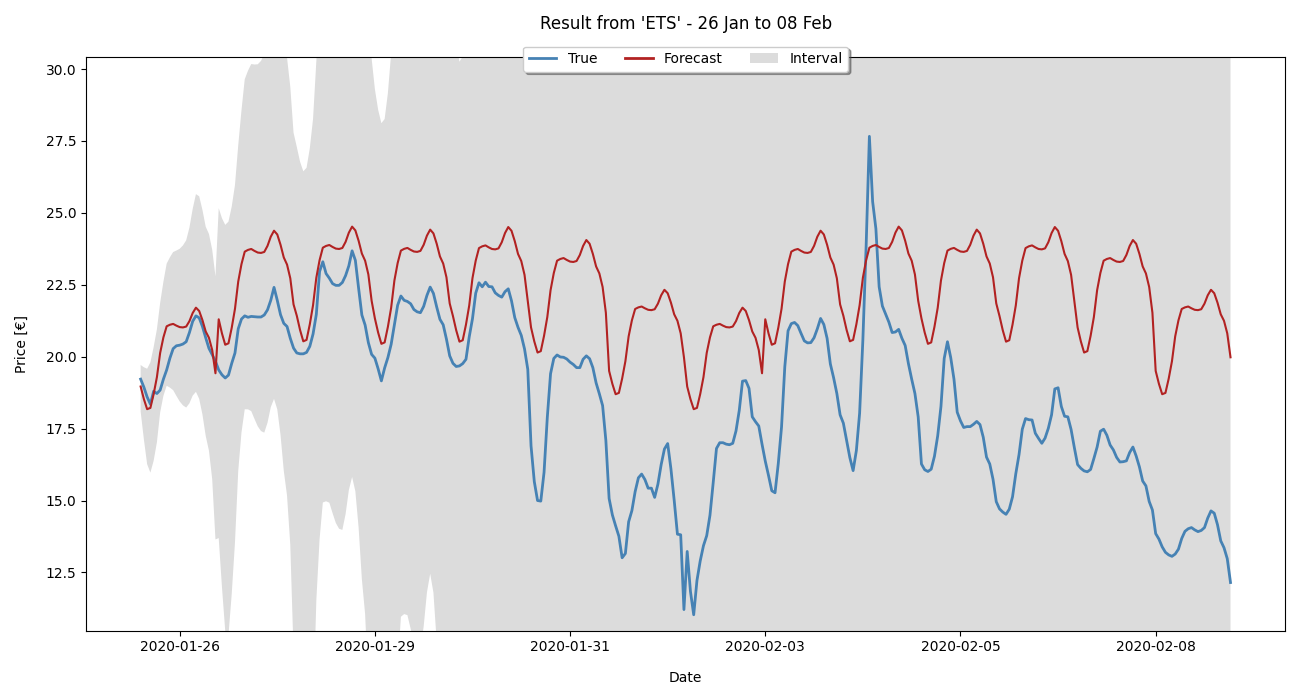 Result from 'ETS' - 26 Jan to 08 Feb
True Forecast Interval
30.0
27.5
25.0
22.5
20.0
17.5
15.0
12.5
Price [€]
2020-01-26 2020-01-29 2020-01-31 2020-02-03 2020-02-05 2020-02-08
Date